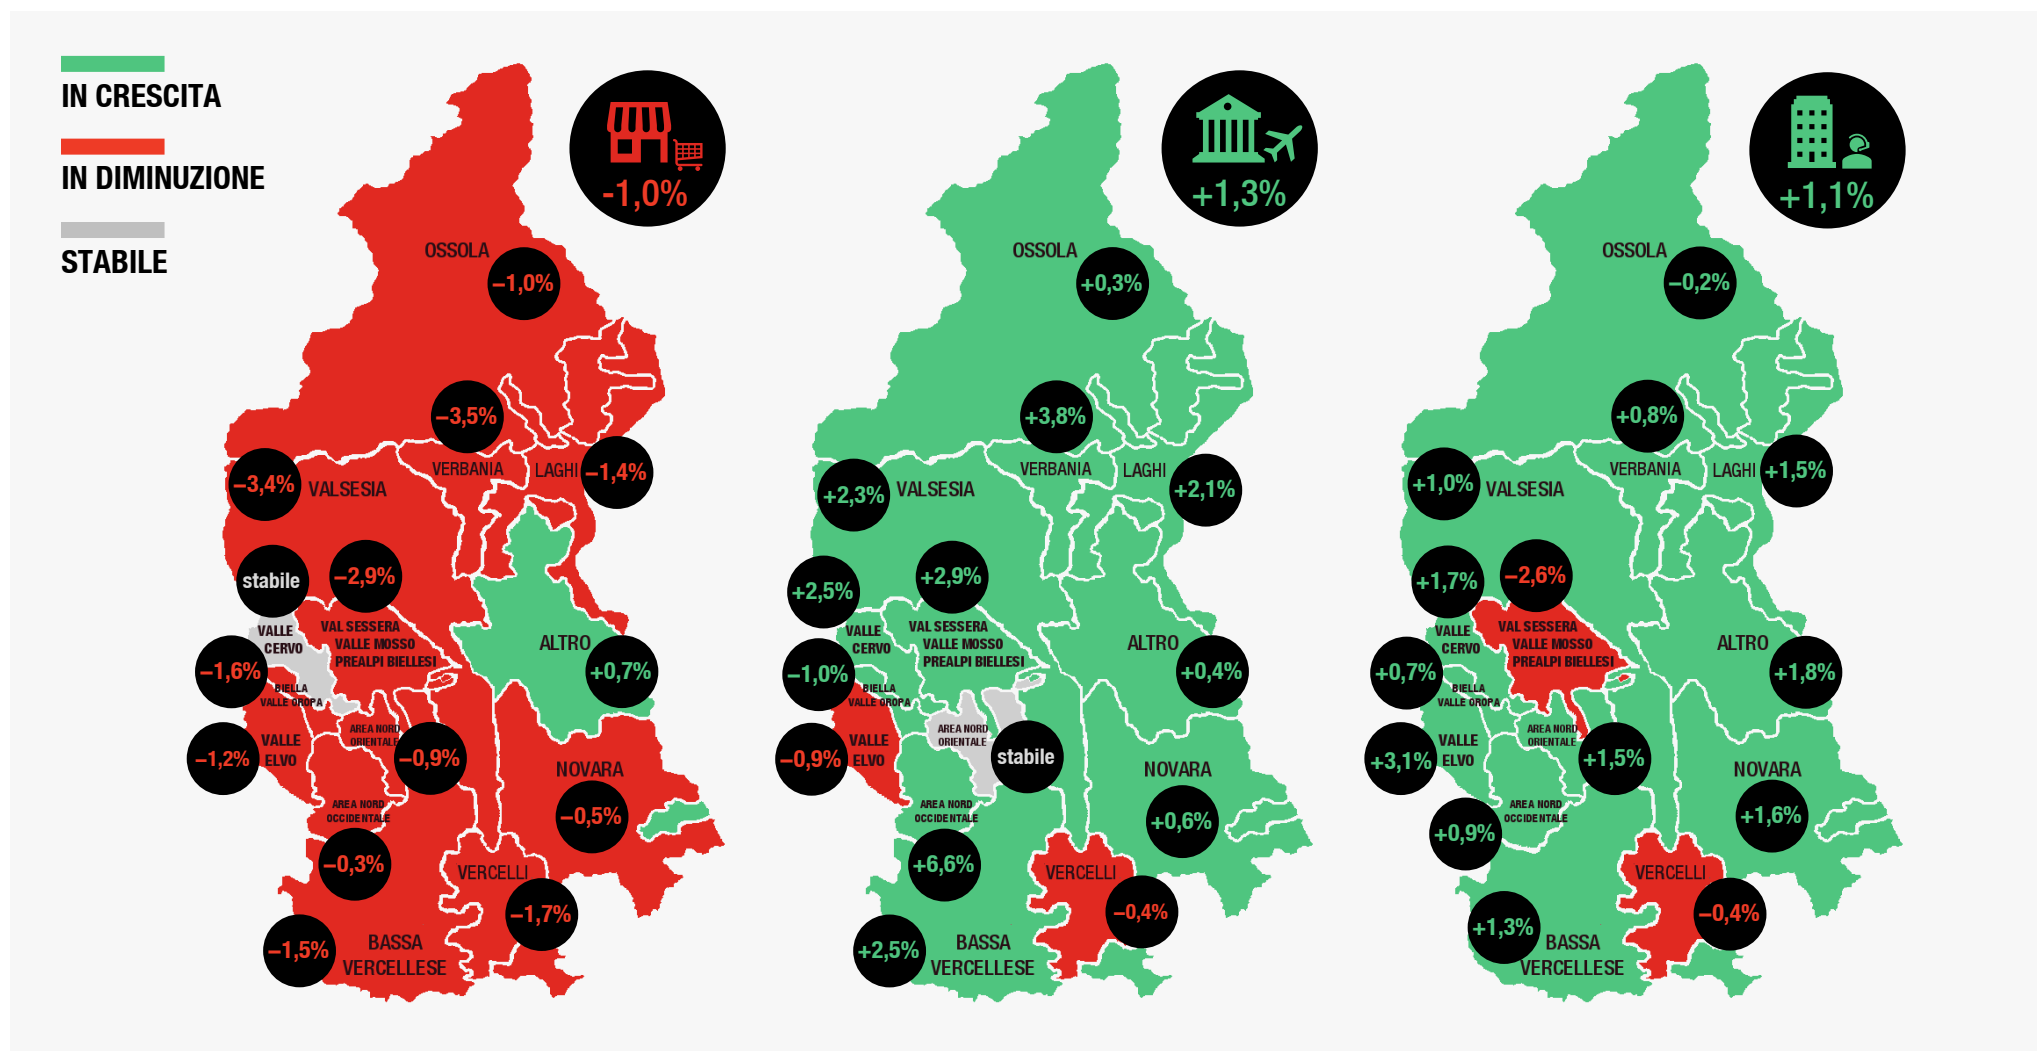 IN CRESCITA
IN DIMINUZIONE
STABILE
-1,0%
OSSOLA
–1,0%
–3,5%
VERBANIA
LAGHI
–1,4%
–3,4%
VALSESIA
stabile
–2,9%
VALLE
CERVO
VAL SESSERA
VALLE MOSSO
PREALPI BIELLESI
ALTRO
+0,7%
–1,6%
BIELLA
VALLE OROPA
AREA NORD
ORIENTALE
–0,9%
–1,2%
VALLE
ELVO
NOVARA
–0,5%
AREA NORD
OCCIDENTALE
–0,3%
VERCELLI
–1,7%
–1,5%
BASSA
VERCELLESE
+1,3%
OSSOLA
+0,3%
+3,8%
VERBANIA
LAGHI
+2,1%
+2,3%
VALSESIA
+2,5%
+2,9%
VALLE
CERVO
VAL SESSERA
VALLE MOSSO
PREALPI BIELLESI
ALTRO
+0,4%
–1,0%
BIELLA
VALLE OROPA
AREA NORD
ORIENTALE
stabile
–0,9%
VALLE
ELVO
NOVARA
+0,6%
AREA NORD
OCCIDENTALE
+6,6%
VERCELLI
–0,4%
+2,5%
BASSA
VERCELLESE
+1,1%
OSSOLA
–0,2%
+0,8%
VERBANIA
LAGHI
+1,5%
+1,0%
VALSESIA
+1,7%
–2,6%
VALLE
CERVO
VAL SESSERA
VALLE MOSSO
PREALPI BIELLESI
ALTRO
+1,8%
+0,7%
BIELLA
VALLE OROPA
AREA NORD
ORIENTALE
+1,5%
+3,1%
VALLE
ELVO
NOVARA
+1,6%
AREA NORD
OCCIDENTALE
+0,9%
VERCELLI
–0,4%
+1,3%
BASSA
VERCELLESE